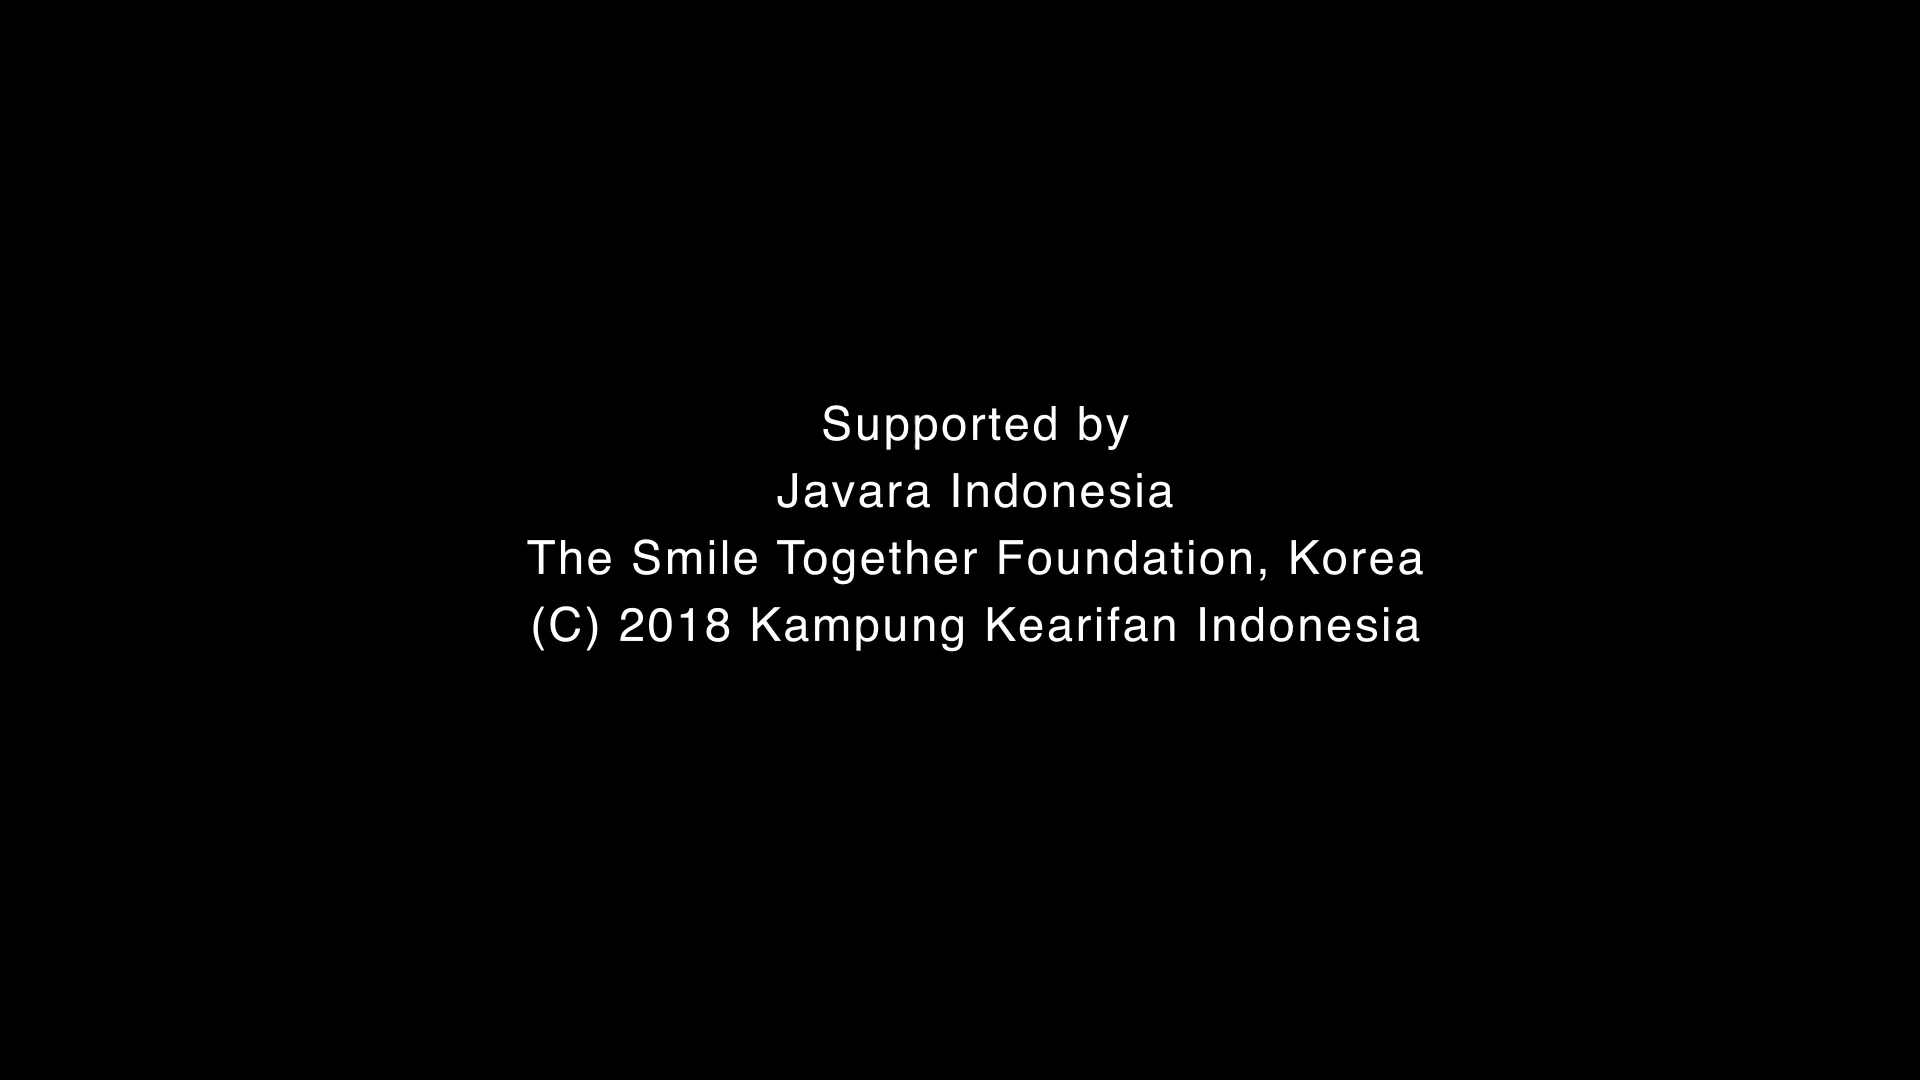 Supported by
Javara Indonesia
The Smile Together Foundation, Korea
(C) 2018 Kampung Kearifan Indonesia